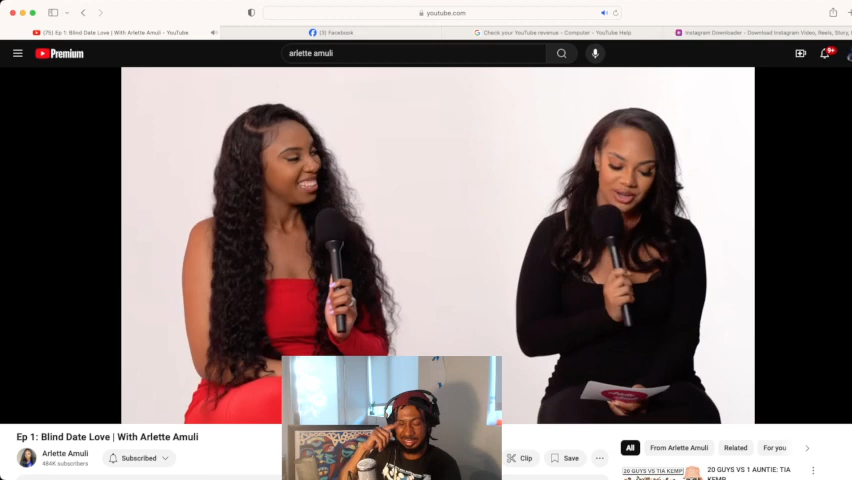 youtube.com
(75) Ep 1: Blind Date Love | With Arlette Amuli - YouTube
(3) Facebook
Check your YouTube revenue - Computer - YouTube Help
Instagram Downloader - Download Instagram Video, Reels, Story,
Premium
arlette amuli
9+
Ep 1: Blind Date Love | With Arlette Amuli
Arlette Amuli
484K subscribers
Subscribed
Clip
Save
All
From Arlette Amuli
Related
For you
20 GUYS VS TIA KEMP
20 GUYS VS 1 AUNTIE: TIA
KEMP